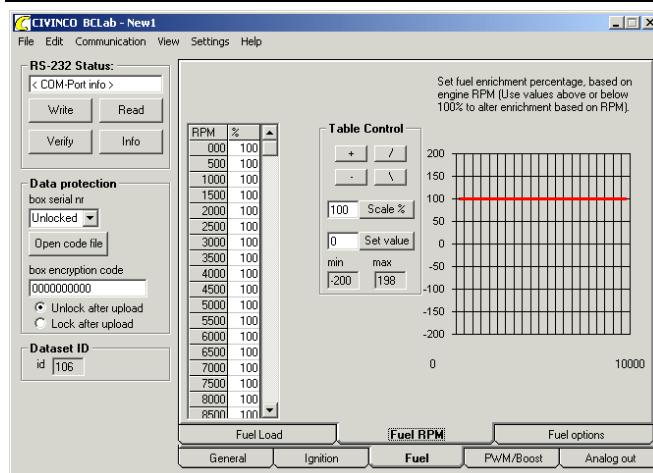 CIVINCO BCLab - New1
File Edit Communication View Settings Help
RS-232 Status:
< COM-Port info >
Write Read
Verify Info
Data protection
box serial nr
Unlocked
Open code file
box encryption code
0000000000
Unlock after upload
Lock after upload
Dataset ID
id 106
Set fuel enrichment percentage, based on
engine RPM (Use values above or below
100% to alter enrichment based on RPM).
RPM %
000 100
500 100
1000 100
1500 100
2000 100
2500 100
3000 100
3500 100
4000 100
4500 100
5000 100
5500 100
6000 100
6500 100
7000 100
7500 100
8000 100
8500 100
Table Control
+ /
- \
100 Scale %
0 Set value
min max
-200 198
200
150
100
50
0
-50
-100
-150
-200
0 10000
Fuel Load Fuel RPM Fuel options
General Ignition Fuel PWM/Boost Analog out